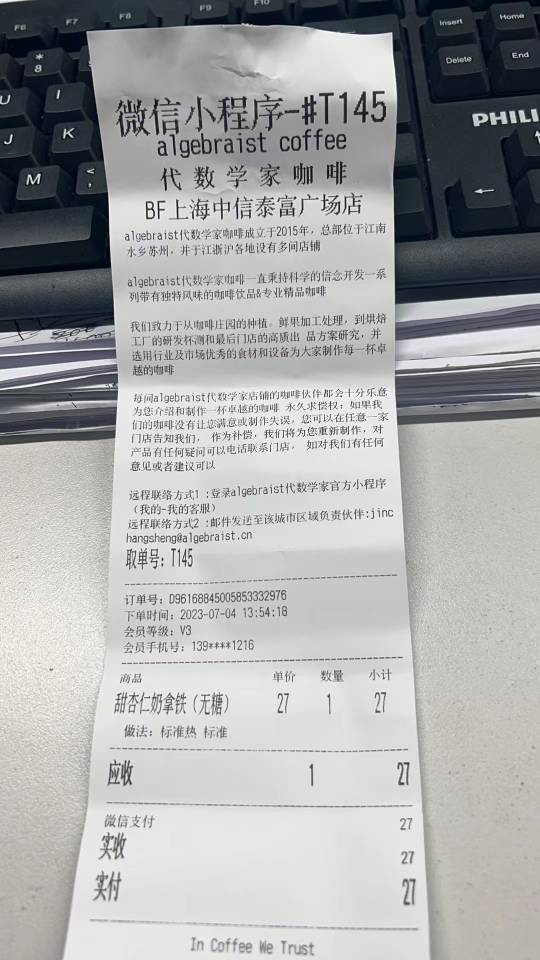 F6 F7 F8 F9 F10
Insert Home
* 8
Delete End
U I
PHILI
J K
M < ,
微信小程序-#T145
algebraist coffee
代数学家咖啡
BF上海中信泰富广场店
algebraist代数学家咖啡成立于2015年，总部位于江南
水乡苏州，并于江浙沪各地设有多间店铺
algebraist代数学家咖啡一直秉持科学的信念开发一系
列带有独特风味的咖啡饮品&专业精品咖啡
我们致力于从咖啡庄园的种植。鲜果加工处理，到烘焙
工厂的研发杯测和最后门店的高质出 品方案研究，并
选用行业及市场优秀的食材和设备为大家制作每一杯卓
越的咖啡
每间algebraist代数学家店铺的咖啡伙伴都会十分乐意
为您介绍和制作一杯卓越的咖啡 永久求偿权：如果我
们的咖啡没有让您满意或制作失误，您可以在任意一家
门店告知我们， 作为补偿，我们将为您重新制作，对
产品有任何疑问可以电话联系门店， 如对我们有任何
意见或者建议可以
远程联络方式1 :登录algebraist代数学家官方小程序
（我的-我的客服）
远程联络方式2 :邮件发送至该城市区域负责伙伴:jinc
hangsheng@algebraist.cn
取单号：T145
订单号：D96168845005853332976
下单时间：2023-07-04 13:54:18
会员等级：V3
会员手机号：139****1216
商品 单价 数量 小计
甜杏仁奶拿铁（无糖） 27 1 27
做法：标准热 标准
应收 1 27
微信支付 27
实收 27
实付 27
In Coffee We Trust